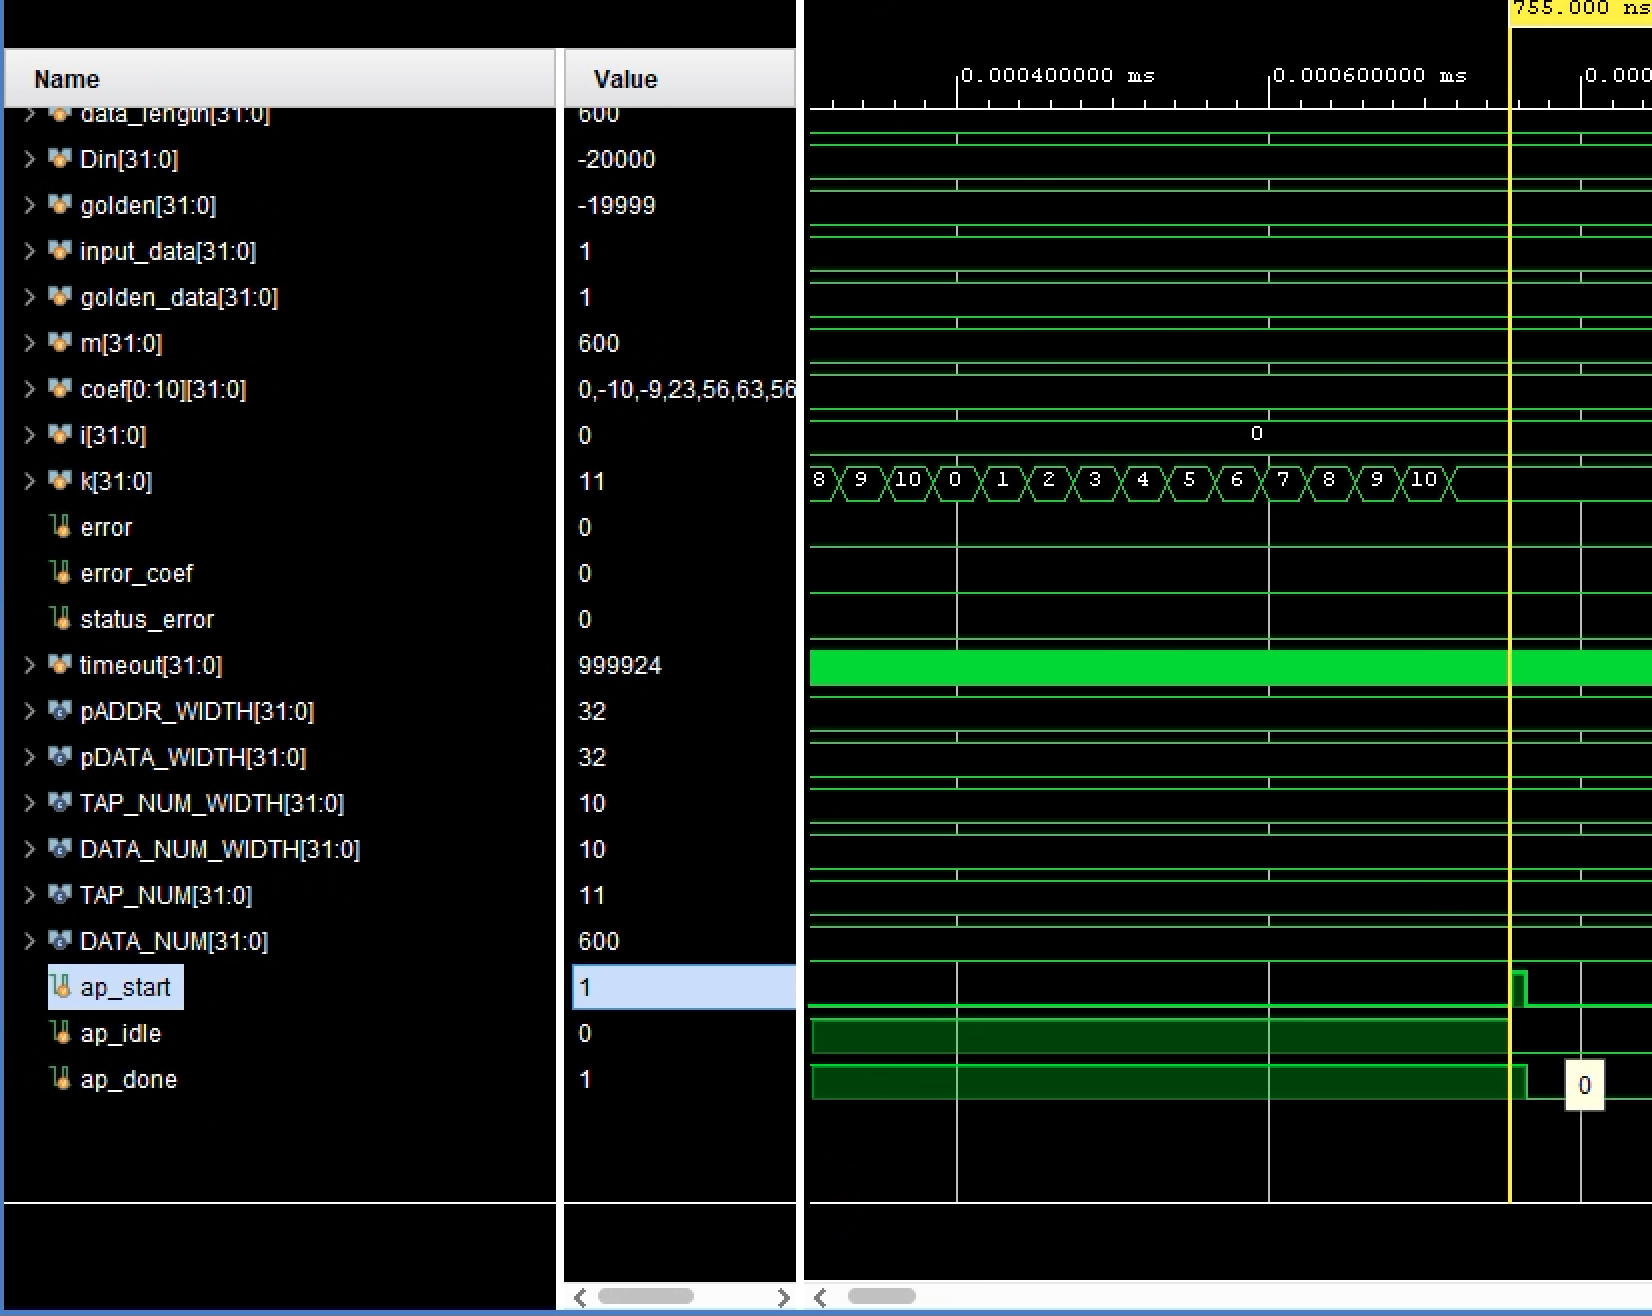 755.000 ns
Name Value 0.000400000 ms 0.000600000 ms 0.000
data_length[31:0] 600
Din[31:0] -20000
golden[31:0] -19999
input_data[31:0] 1
golden_data[31:0] 1
m[31:0] 600
coef[0:10][31:0] 0,-10,-9,23,56,63,56
i[31:0] 0 0
k[31:0] 11 8 9 10 0 1 2 3 4 5 6 7 8 9 10
error 0
error_coef 0
status_error 0
timeout[31:0] 999924
pADDR_WIDTH[31:0] 32
pDATA_WIDTH[31:0] 32
TAP_NUM_WIDTH[31:0] 10
DATA_NUM_WIDTH[31:0] 10
TAP_NUM[31:0] 11
DATA_NUM[31:0] 600
ap_start 1
ap_idle 0
ap_done 1 0